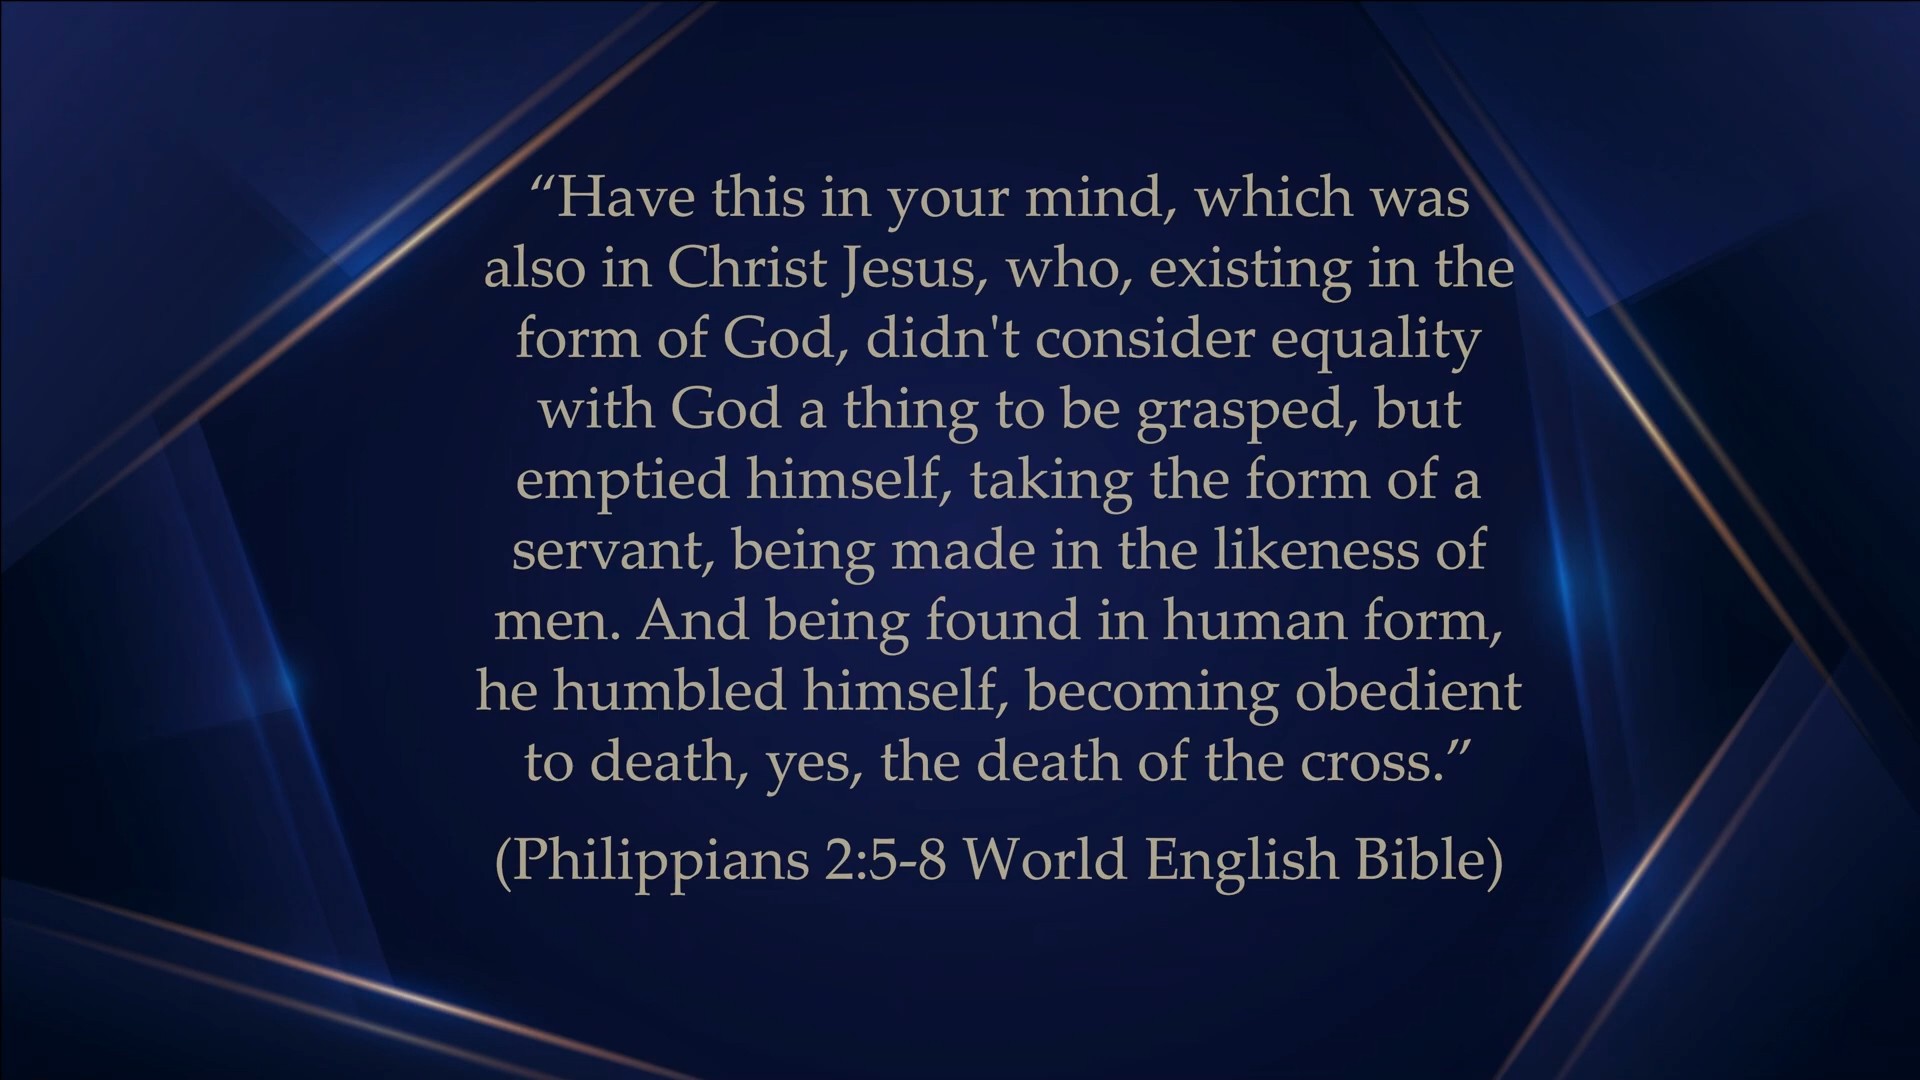 “Have this in your mind, which was
also in Christ Jesus, who, existing in the
form of God, didn't consider equality
with God a thing to be grasped, but
emptied himself, taking the form of a
servant, being made in the likeness of
men. And being found in human form,
he humbled himself, becoming obedient
to death, yes, the death of the cross.”
(Philippians 2:5-8 World English Bible)